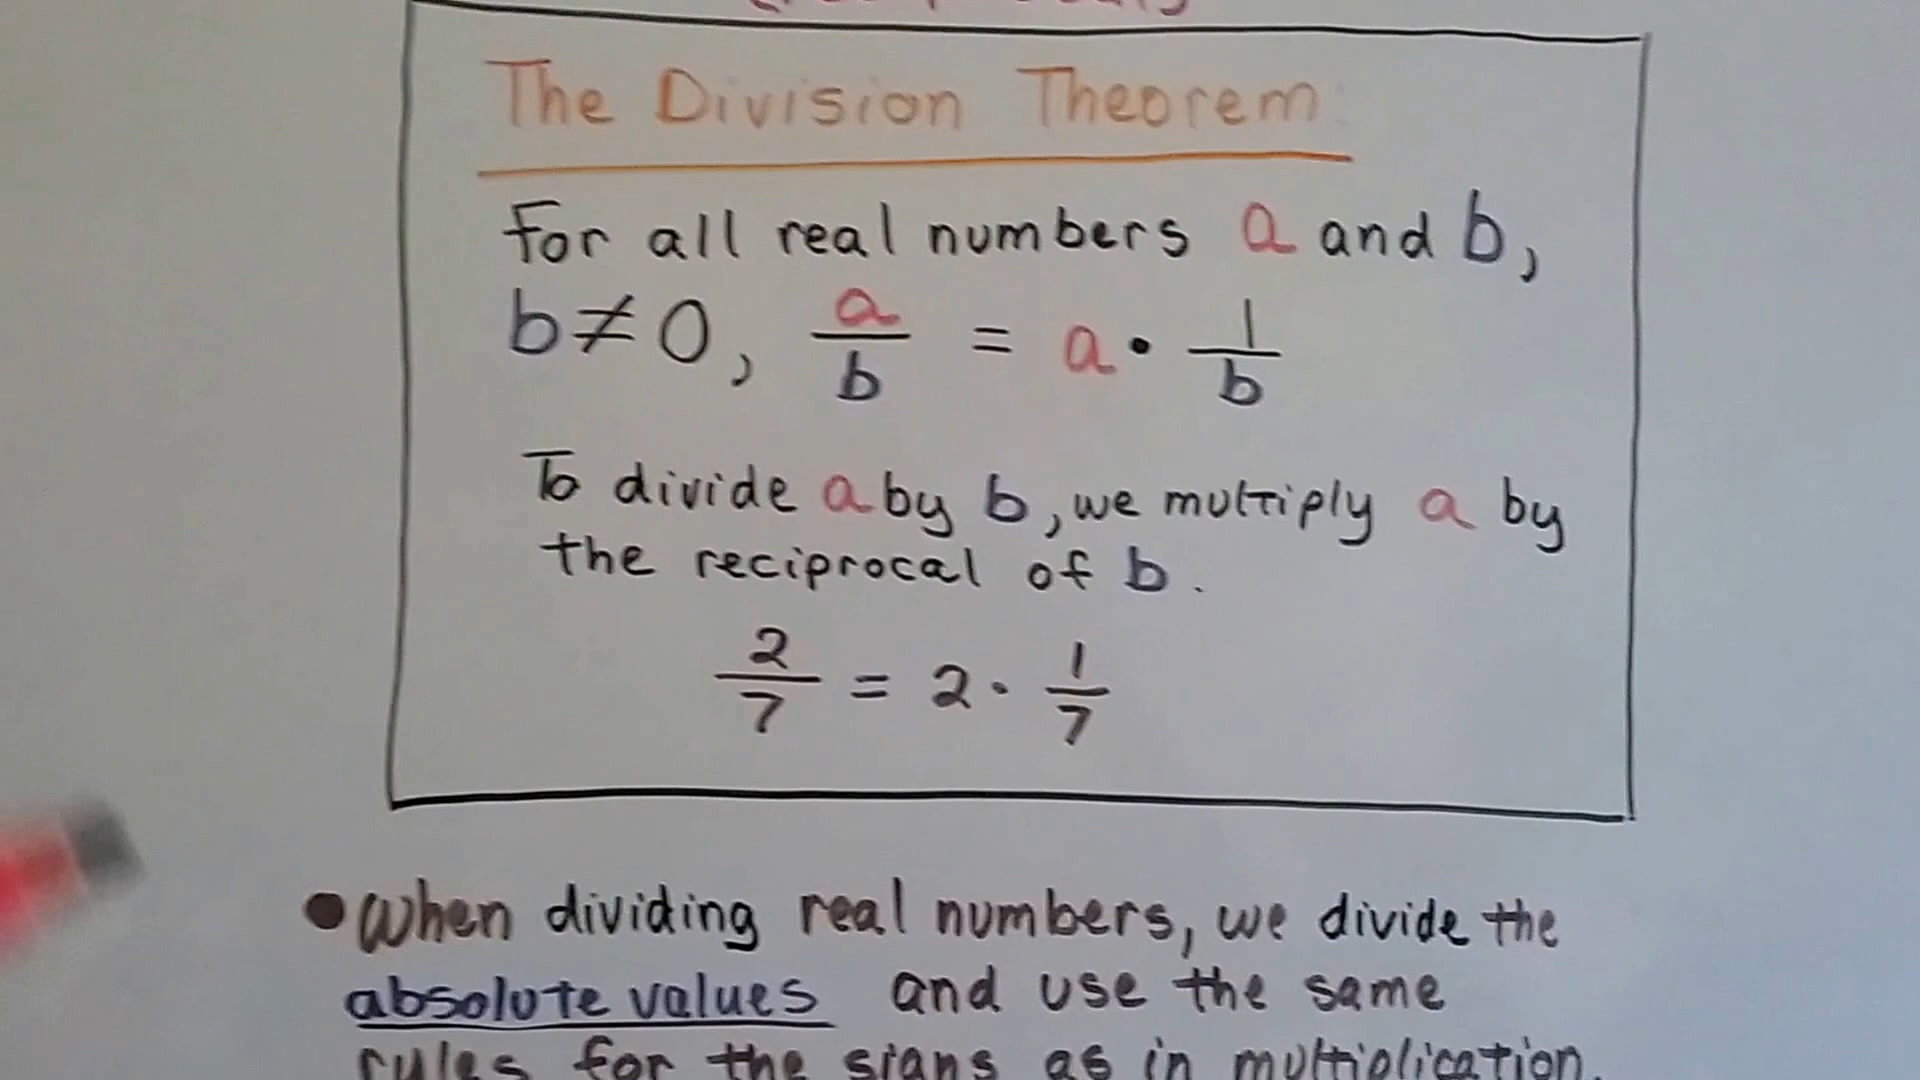 The Division Theorem
For all real numbers a and b,
b ≠ 0, a/b = a · 1/b
To divide a by b, we multiply a by
the reciprocal of b.
2/7 = 2 · 1/7
• When dividing real numbers, we divide the
absolute values and use the same
rules for the signs as in multiplication.